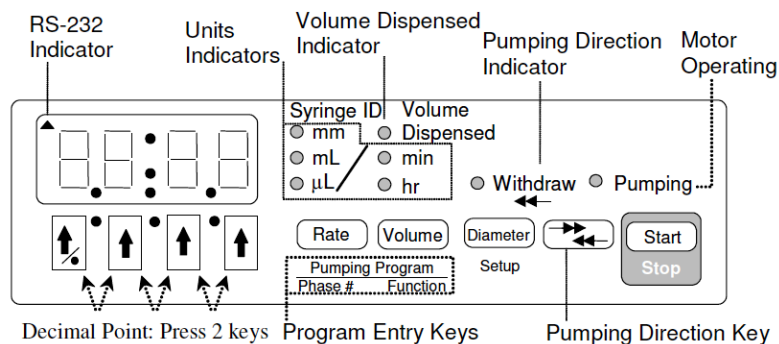 RS-232
Indicator
Units
Indicators
Volume Dispensed
Indicator
Pumping Direction
Indicator
Motor
Operating
Syringe ID
Volume
mm
Dispensed
mL
min
µL
hr
Withdraw
Pumping
Rate
Volume
Diameter
Start
Setup
Stop
Pumping Program
Phase #
Function
Decimal Point: Press 2 keys
Program Entry Keys
Pumping Direction Key